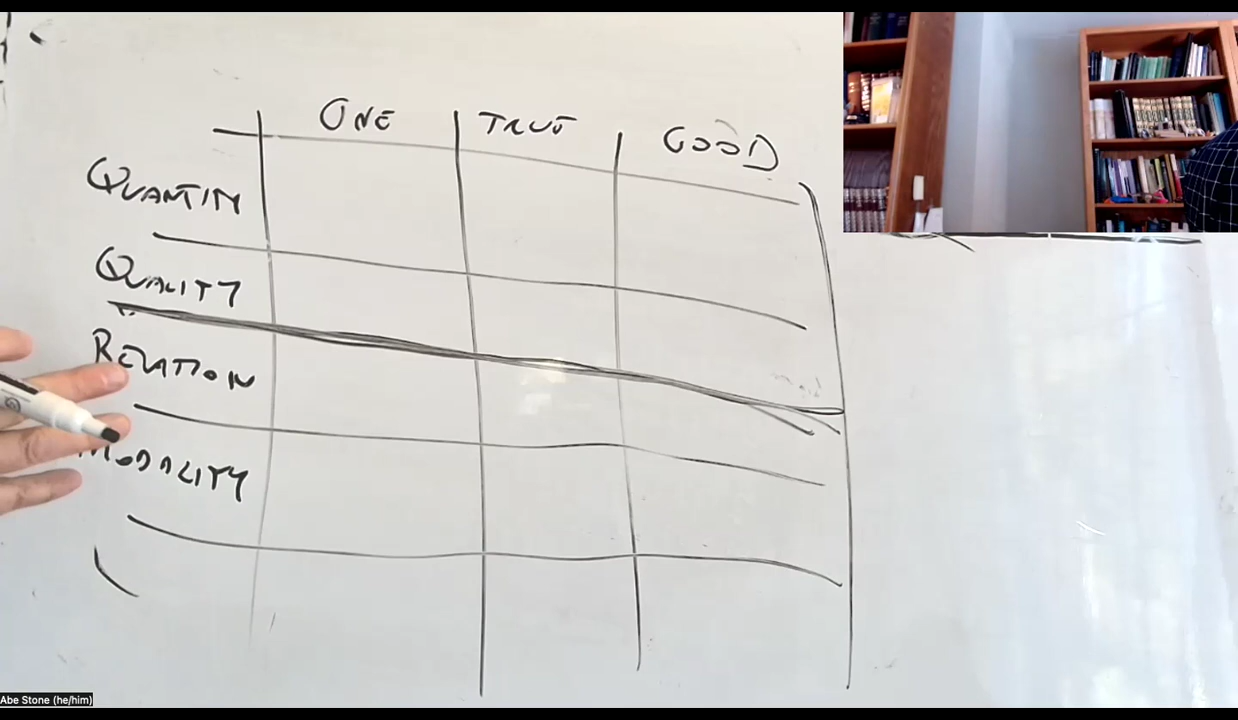 ONE TRUE GOOD
QUANTITY
QUALITY
RELATION
MODALITY
Abe Stone (he/him)